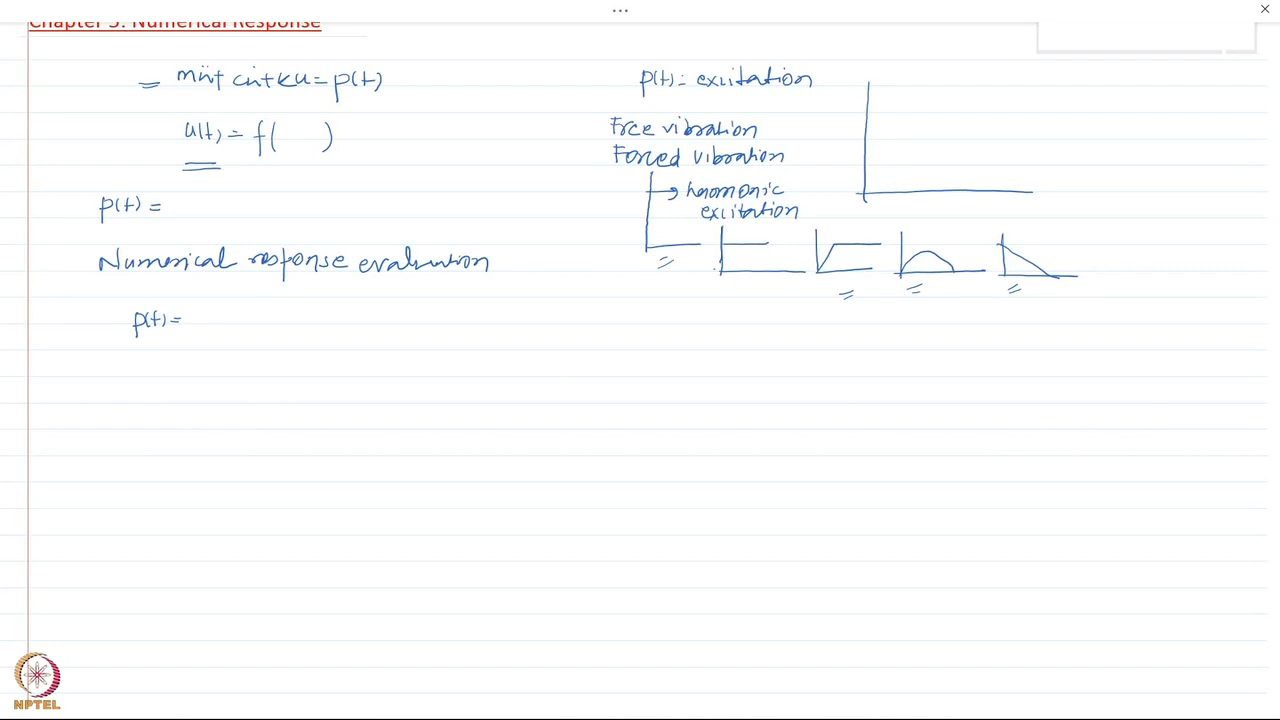 Chapter 5: Numerical Response
mü+ cu̇+ku=p(t)
u(t) = f( )
p(t) =
Numerical response evaluation
p(t) =
p(t) = excitation
Free vibration
Forced vibration
→ harmonic
excitation
NPTEL